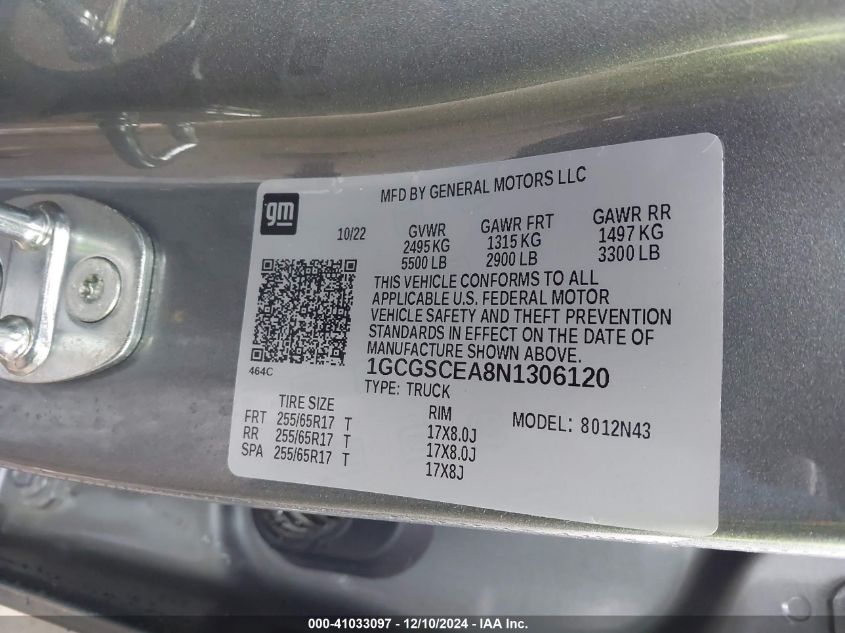 MFD BY GENERAL MOTORS LLC
gm
10/22
GVWR
2495 KG
5500 LB
GAWR FRT
1315 KG
2900 LB
GAWR RR
1497 KG
3300 LB
THIS VEHICLE CONFORMS TO ALL
APPLICABLE U.S. FEDERAL MOTOR
VEHICLE SAFETY AND THEFT PREVENTION
STANDARDS IN EFFECT ON THE DATE OF
MANUFACTURE SHOWN ABOVE.
464C
1GCGSCEA8N1306120
TYPE: TRUCK
TIRE SIZE
RIM
MODEL: 8012N43
FRT 255/65R17 T 17X8.0J
RR 255/65R17 T 17X8.0J
SPA 255/65R17 T 17X8J
000-41033097 - 12/10/2024 - IAA Inc.